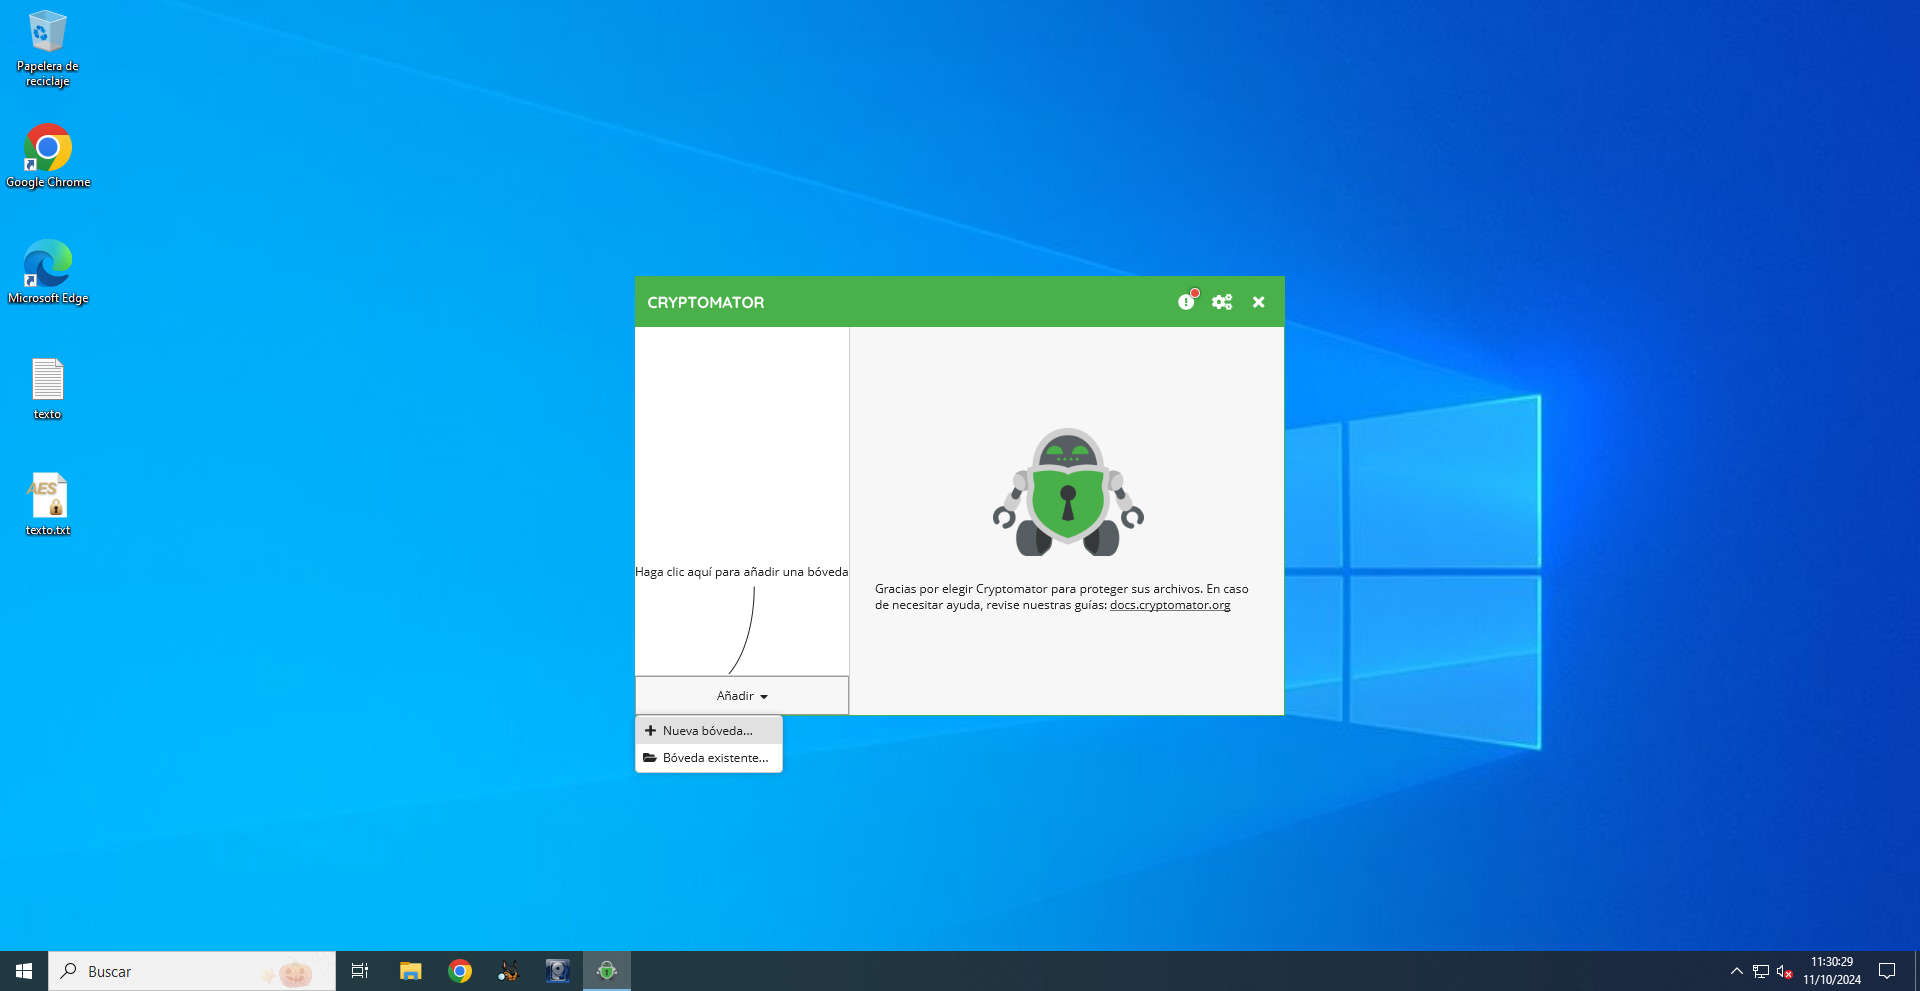 Papelera de
reciclaje
Google Chrome
Microsoft Edge
texto
AES
texto.txt
CRYPTOMATOR
Haga clic aquí para añadir una bóveda
Gracias por elegir Cryptomator para proteger sus archivos. En caso
de necesitar ayuda, revise nuestras guías: docs.cryptomator.org
Añadir
Nueva bóveda...
Bóveda existente...
Buscar
11:30:29
11/10/2024